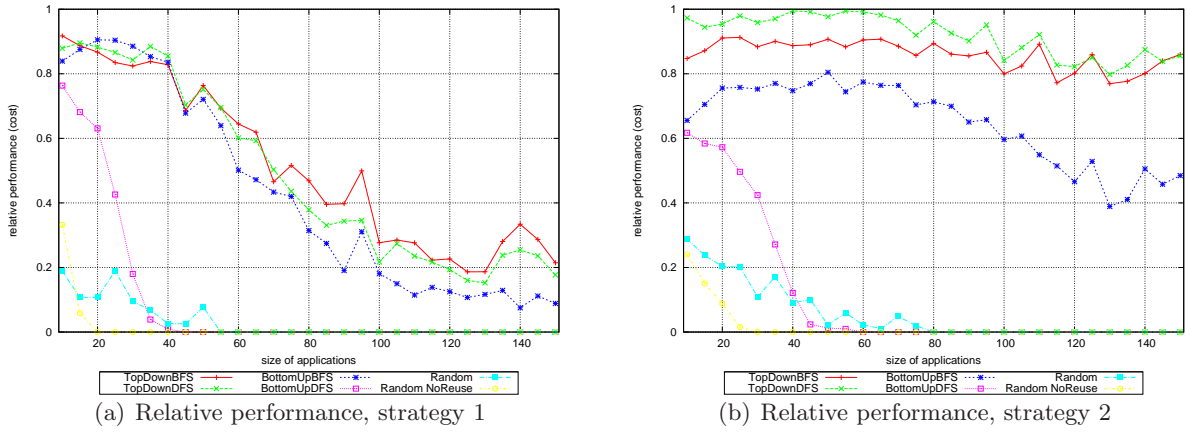 1
0.8
0.6
0.4
0.2
0
relative performance (cost)
20 40 60 80 100 120 140
size of applications
TopDownBFS BottomUpBFS Random
TopDownDFS BottomUpDFS Random NoReuse
(a) Relative performance, strategy 1
1
0.8
0.6
0.4
0.2
0
relative performance (cost)
20 40 60 80 100 120 140
size of applications
TopDownBFS BottomUpBFS Random
TopDownDFS BottomUpDFS Random NoReuse
(b) Relative performance, strategy 2